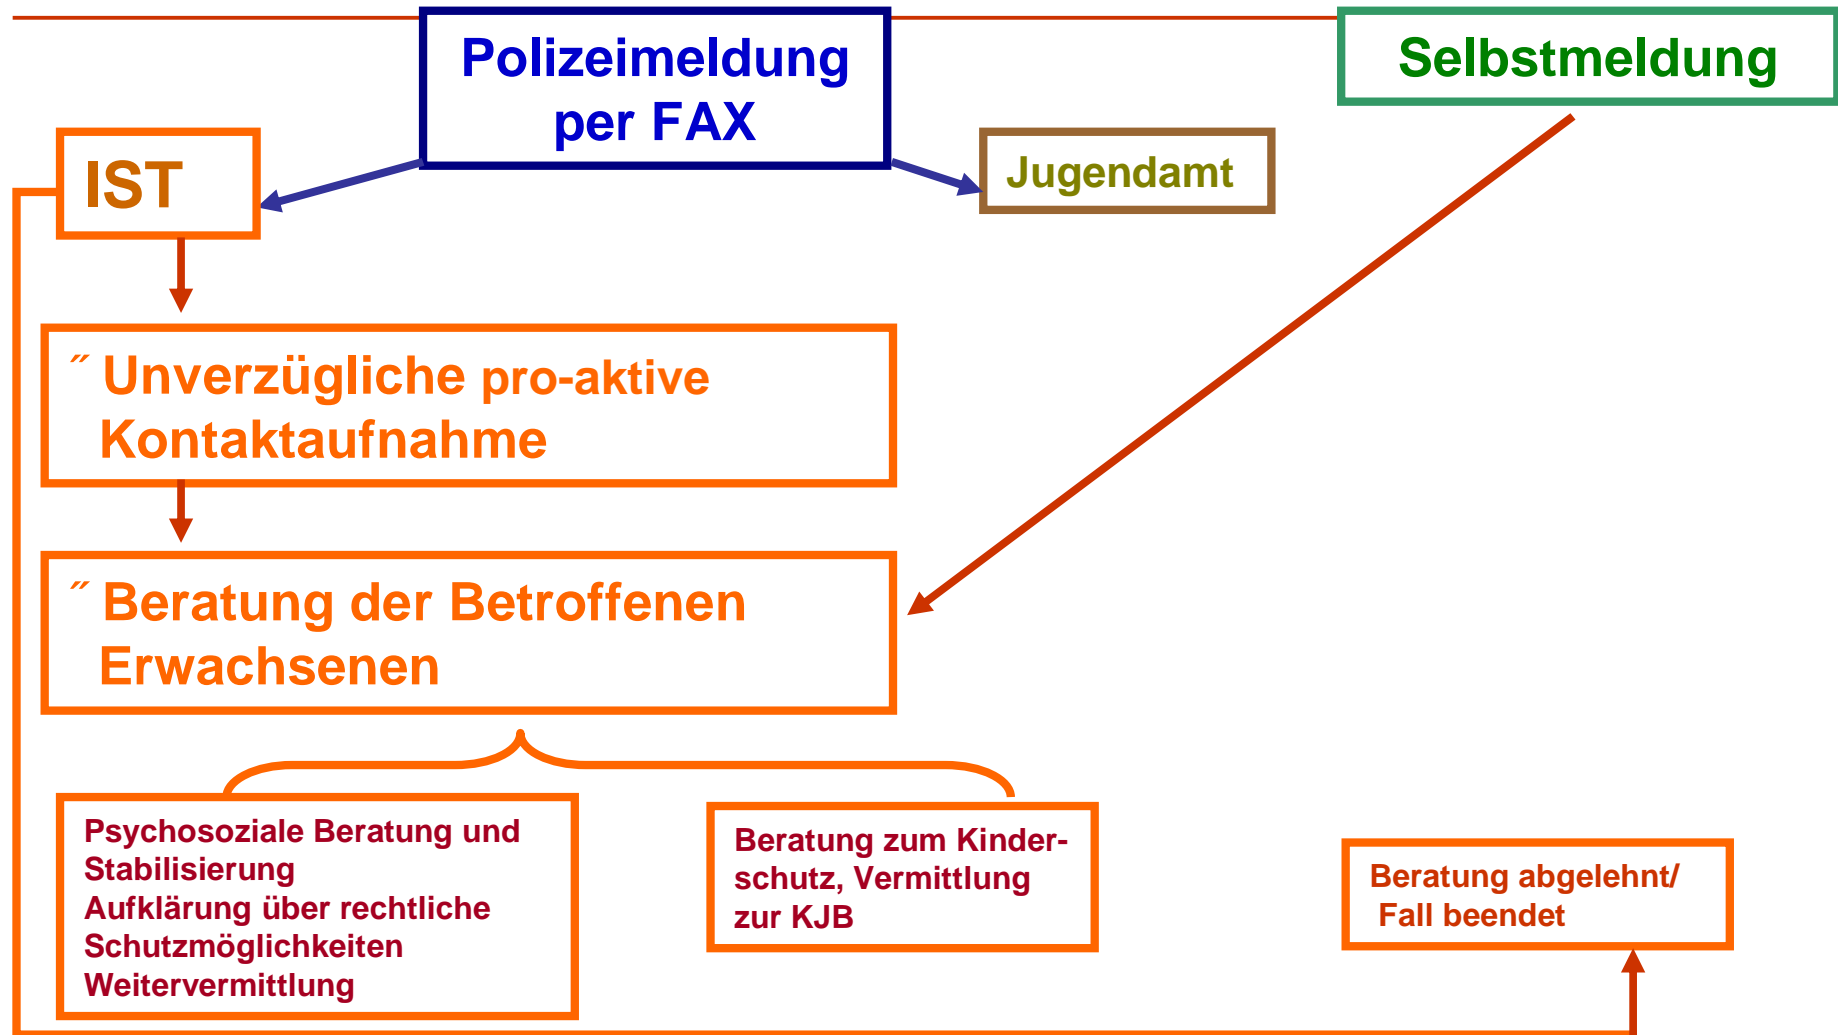 Polizeimeldung
per FAX
Selbstmeldung
IST
Jugendamt
˝ Unverzügliche pro-aktive
Kontaktaufnahme
˝ Beratung der Betroffenen
Erwachsenen
Psychosoziale Beratung und
Stabilisierung
Aufklärung über rechtliche
Schutzmöglichkeiten
Weitervermittlung
Beratung zum Kinder-
schutz, Vermittlung
zur KJB
Beratung abgelehnt/
Fall beendet